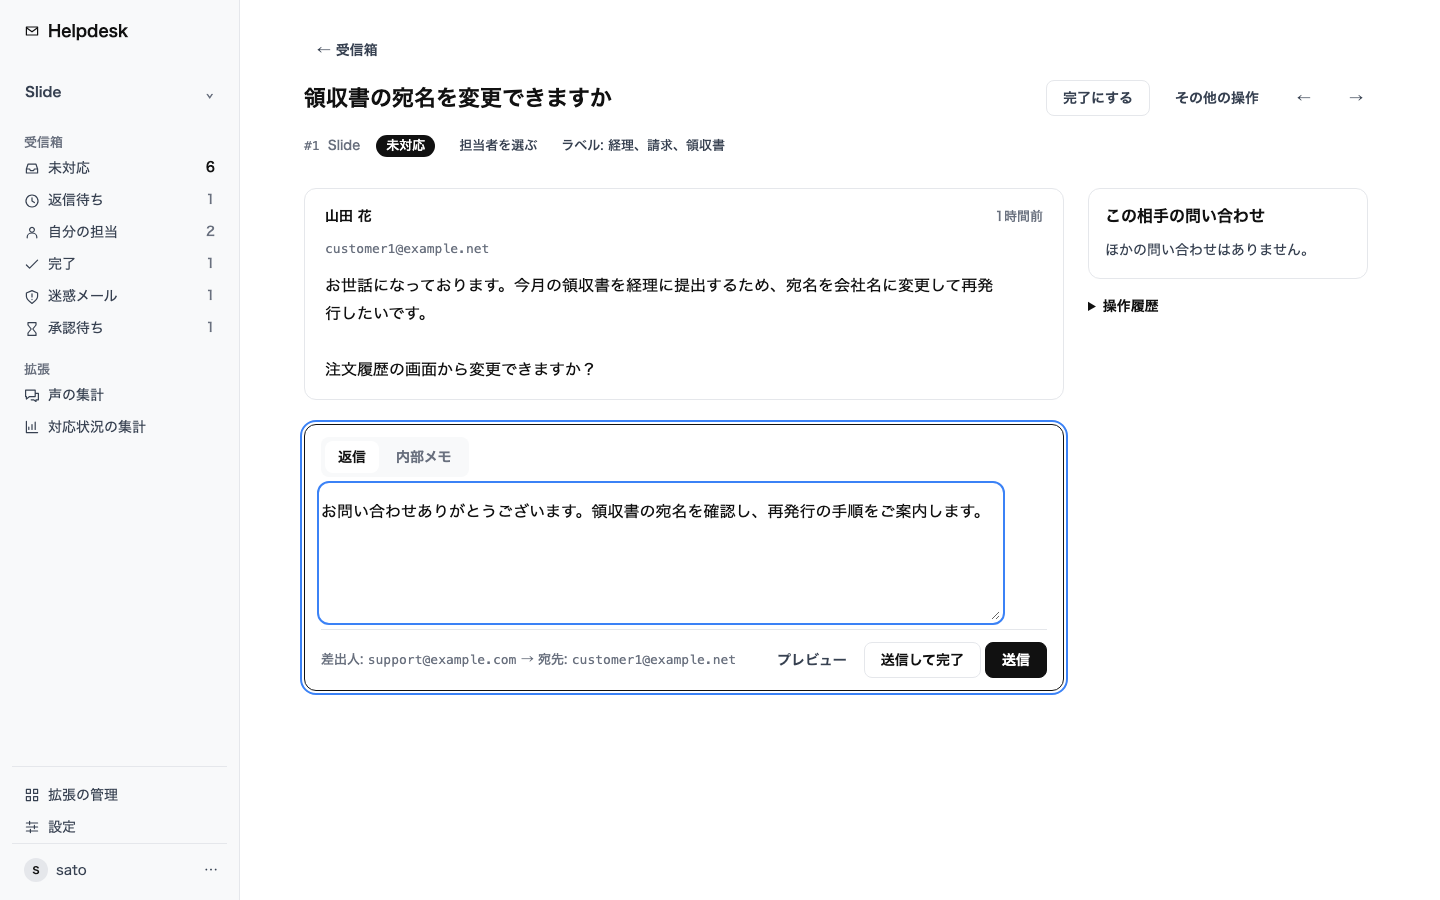 Helpdesk
Slide
受信箱
未対応 6
返信待ち 1
自分の担当 2
完了 1
迷惑メール 1
承認待ち 1
拡張
声の集計
対応状況の集計
拡張の管理
設定
S sato
← 受信箱
領収書の宛名を変更できますか
完了にする その他の操作 ← →
#1 Slide 未対応 担当者を選ぶ ラベル: 経理、請求、領収書
山田 花 1時間前
customer1@example.net
お世話になっております。今月の領収書を経理に提出するため、宛名を会社名に変更して再発
行したいです。
注文履歴の画面から変更できますか？
返信 内部メモ
お問い合わせありがとうございます。領収書の宛名を確認し、再発行の手順をご案内します。
差出人: support@example.com → 宛先: customer1@example.net プレビュー 送信して完了 送信
この相手の問い合わせ
ほかの問い合わせはありません。
▶ 操作履歴